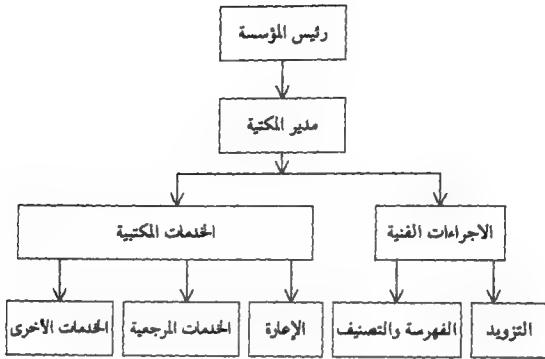 رئيس المؤسسة
مدير المكتبة
الاجراءات الفنية
الخدمات المكتبية
التزويد
الفهرسة والتصنيف
الإعارة
الخدمات المرجعية
الخدمات الأخرى